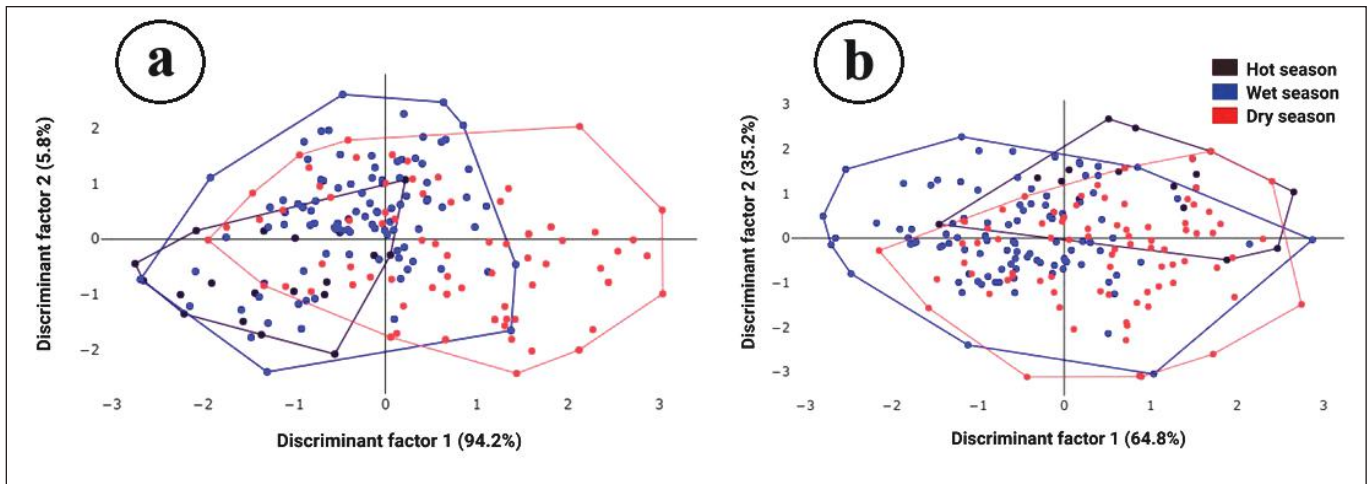 a
b
Hot season
Wet season
Dry season
Discriminant factor 2 (5.8%)
2
1
0
−1
−2
−3
−2
−1
0
1
2
3
Discriminant factor 1 (94.2%)
Discriminant factor 2 (35.2%)
3
2
1
0
−1
−2
−3
−3
−2
−1
0
1
2
3
Discriminant factor 1 (64.8%)